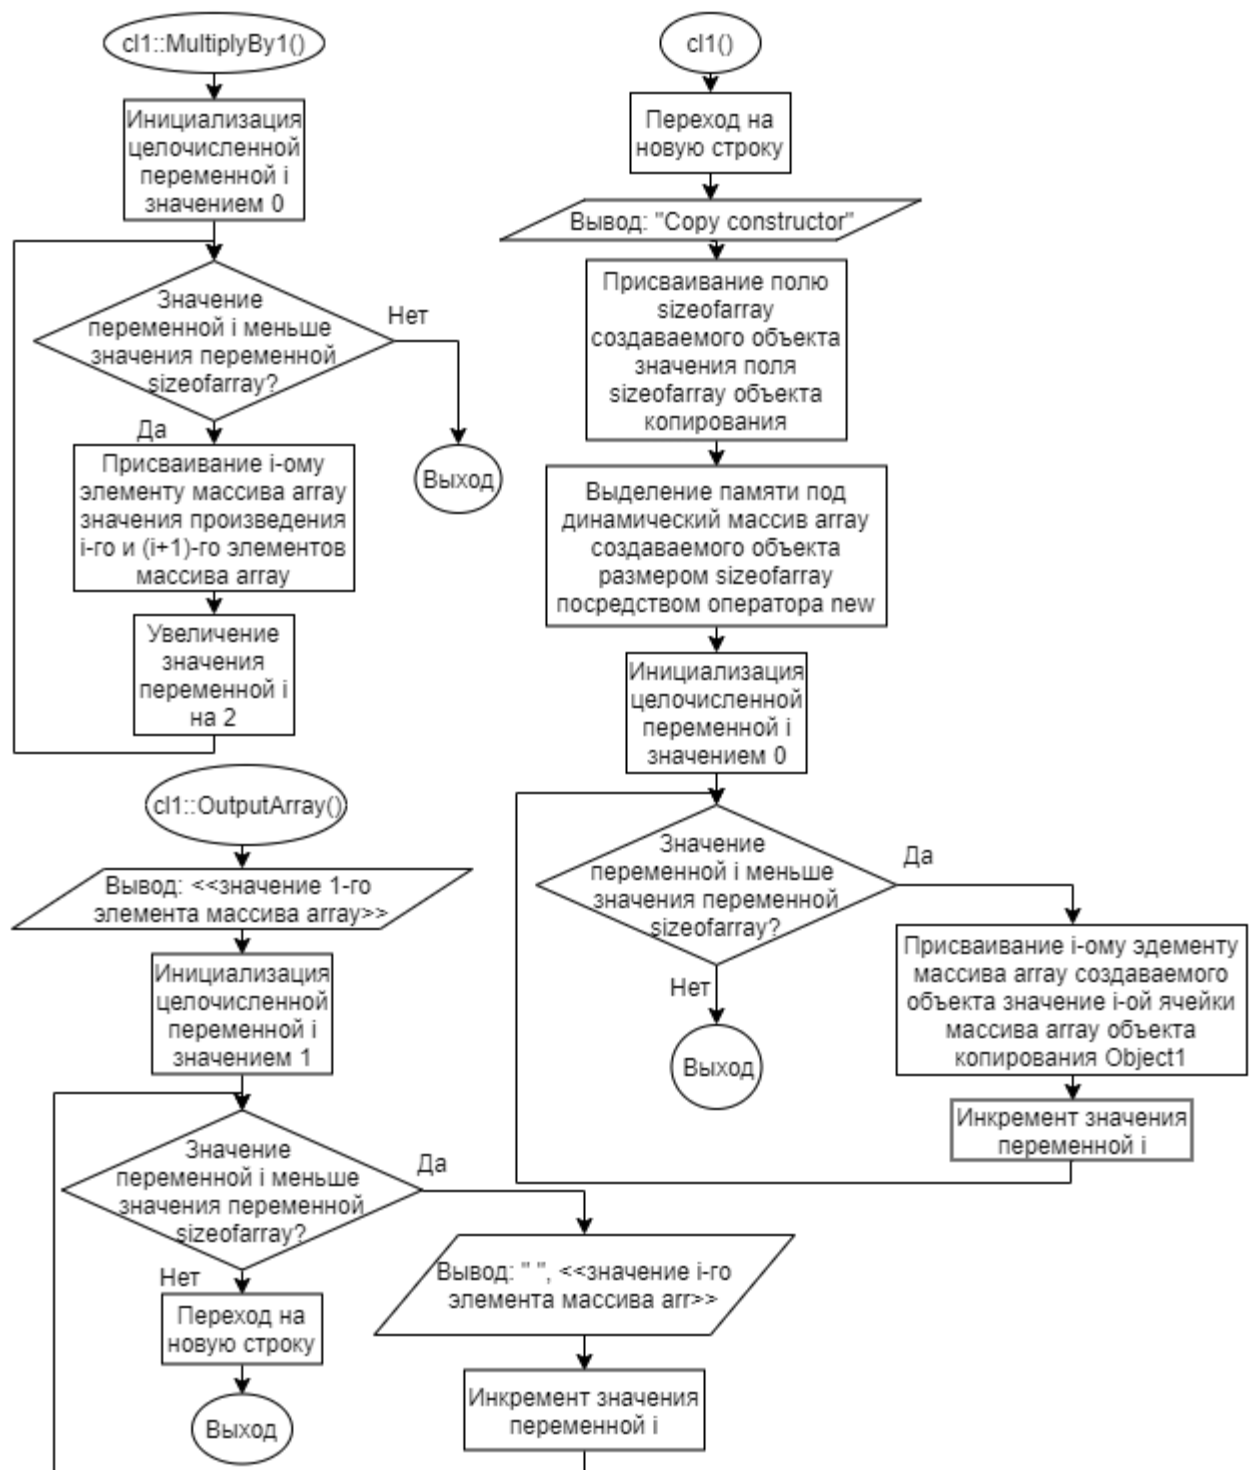 cl1::MultiplyBy1()
Инициализация
целочисленной
переменной i
значением 0
Значение
переменной i меньше
значения переменной
sizeofarray?
Нет
Да
Выход
Присваивание i-ому
элементу массива array
значения произведения
i-го и (i+1)-го элементов
массива array
Увеличение
значения
переменной i
на 2
cl1::OutputArray()
Вывод: <<значение 1-го
элемента массива array>>
Инициализация
целочисленной
переменной i
значением 1
Значение
переменной i меньше
значения переменной
sizeofarray?
Да
Нет
Переход на
новую строку
Выход
Вывод: " ", <<значение i-го
элемента массива arr>>
Инкремент значения
переменной i
cl1()
Переход на
новую строку
Вывод: "Copy constructor"
Присваивание полю
sizeofarray
создаваемого объекта
значения поля
sizeofarray объекта
копирования
Выделение памяти под
динамический массив array
создаваемого объекта
размером sizeofarray
посредством оператора new
Инициализация
целочисленной
переменной i
значением 0
Значение
переменной i меньше
значения переменной
sizeofarray?
Да
Нет
Выход
Присваивание i-ому эдементу
массива array создаваемого
объекта значение i-ой ячейки
массива array объекта
копирования Object1
Инкремент значения
переменной i